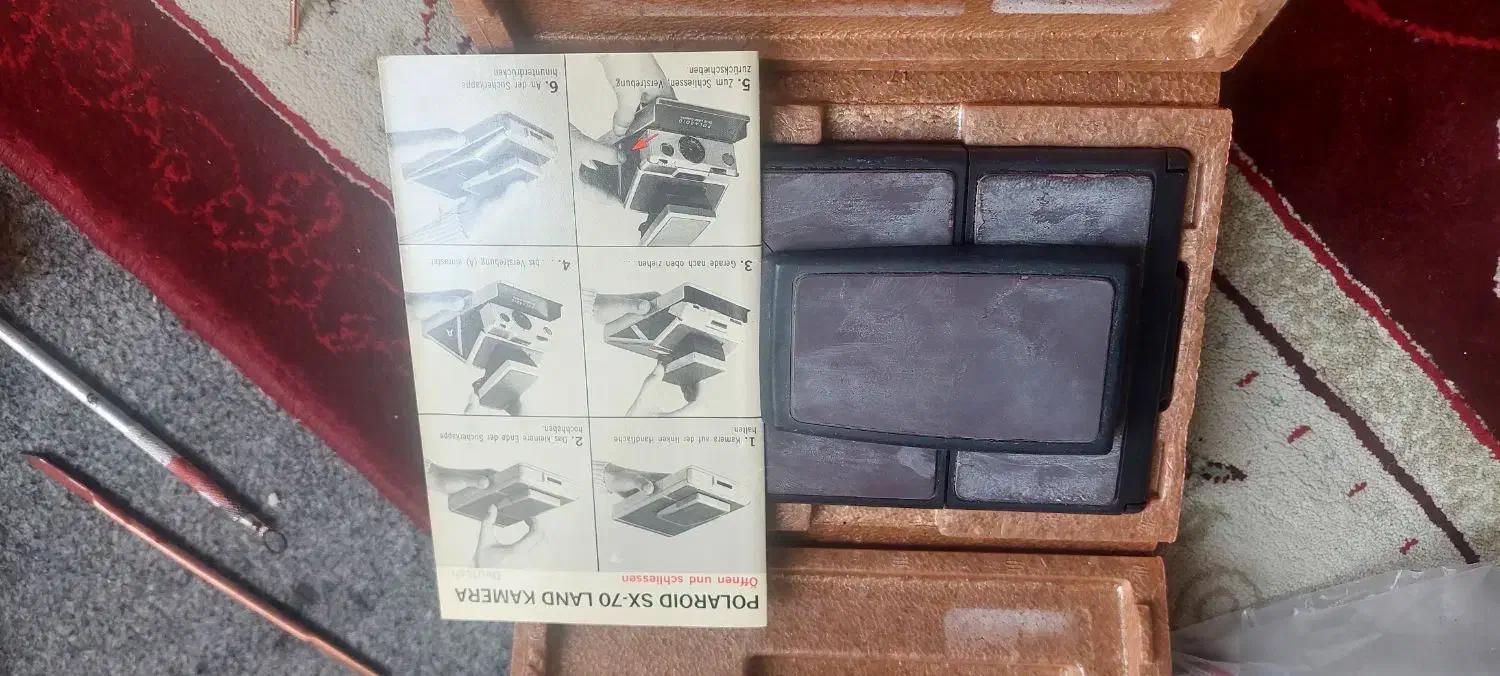 POLAROID SX-70 LAND KAMERA
Öffnen und schliessen
Deutsch
1. Kamera auf der linken Handfläche
halten.
2. Das kleinere Ende der Sucherkappe
hochheben.
3. Gerade nach oben ziehen ...
4. ... bis Verstrebung (A) einrastet.
5. Zum Schliessen, Verstrebung
zurückschieben.
6. An der Sucherkappe
hinunterdrücken.
A
POLAROID